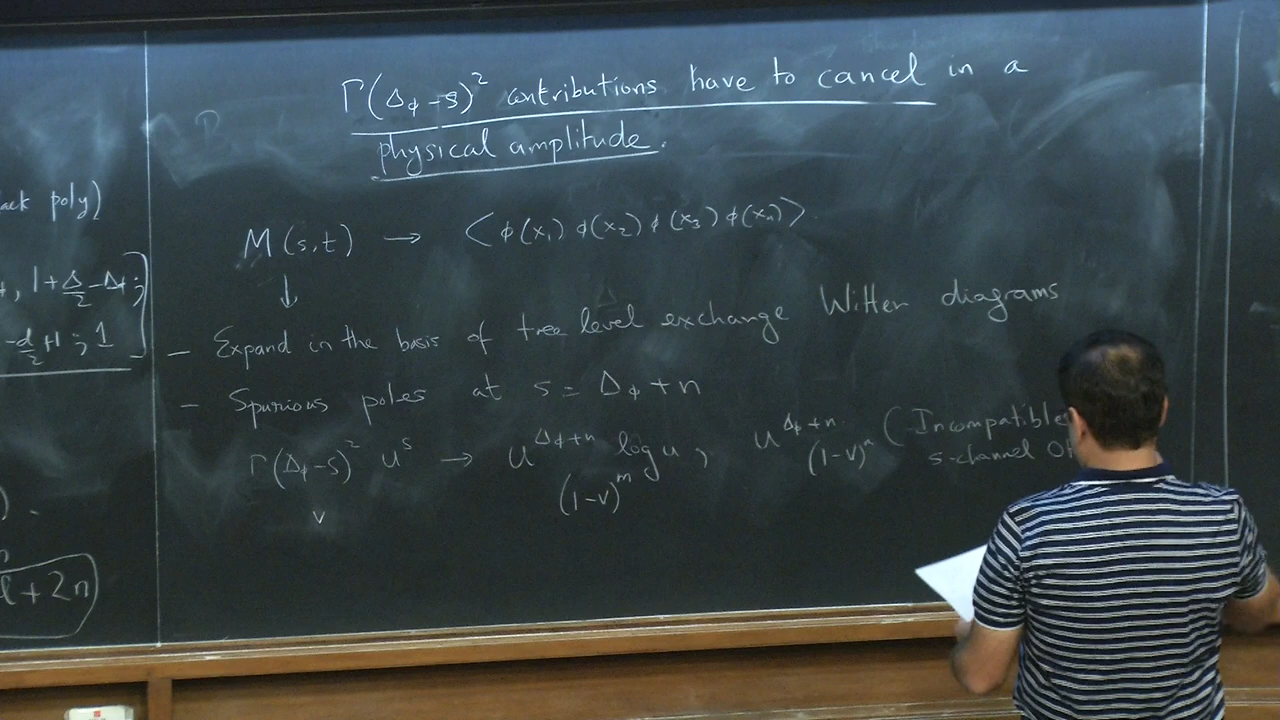 ack poly)
, 1+Δ/2-Δϕ;
-d/2+1 ; 1
) .
l+2n
Γ(Δϕ-s)² contributions have to cancel in a
physical amplitude.
M(s,t) → <ϕ(x₁) ϕ(x₂) ϕ(x₃) ϕ(x₄)>
↓
- Expand in the basis of tree level exchange Witten diagrams
- Spurious poles at s = Δϕ+n
Γ(Δϕ-s)² uˢ → u^{Δϕ+n} log u , u^{Δϕ+n} (Incompatible
v (1-v)^m (1-v)^n s-channel